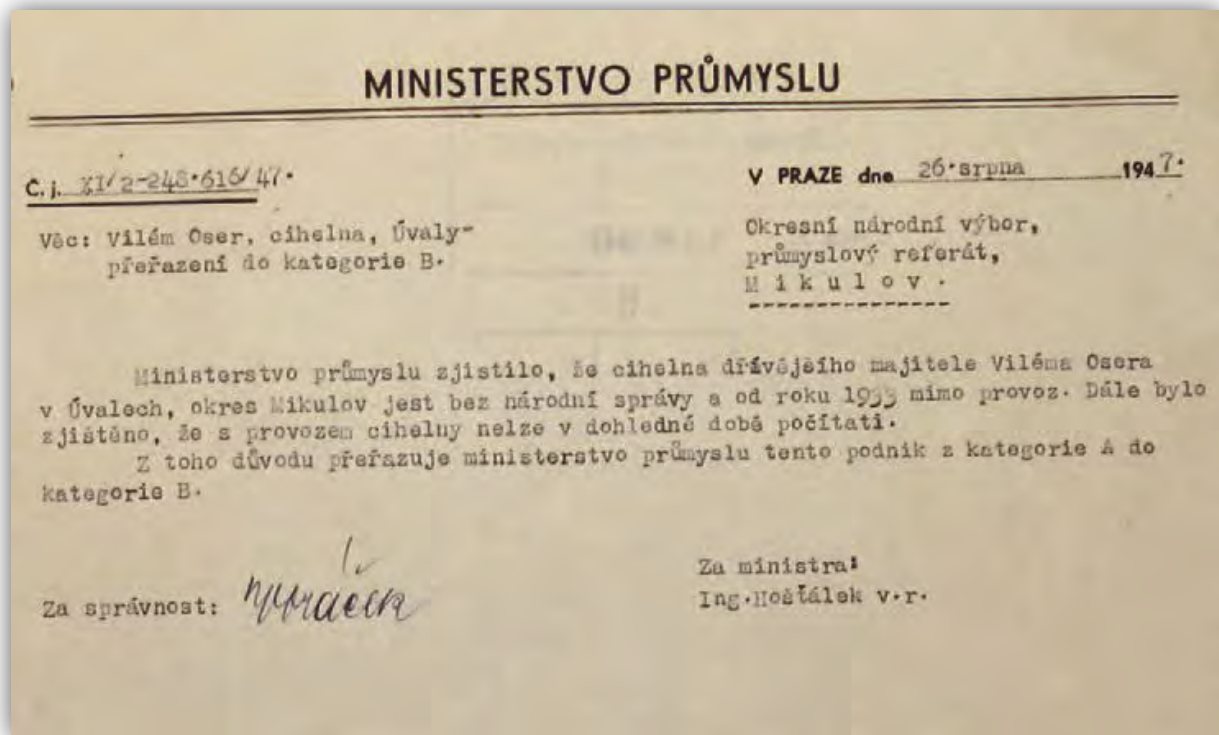 MINISTERSTVO PRŮMYSLU
Č. j. XI/2-248.616/47.
V PRAZE dne 26.srpna 1947.
Věc: Vilém Oser, cihelna, Úvaly-
přeřazení do kategorie B.
Okresní národní výbor,
průmyslový referát,
M i k u l o v .
---------------
Ministerstvo průmyslu zjistilo, že cihelna dřívějšího majitele Viléma Osera
v Úvalech, okres Mikulov jest bez národní správy a od roku 1933 mimo provoz. Dále bylo
zjištěno, že s provozem cihelny nelze v dohledné době počítati.
Z toho důvodu přeřazuje ministerstvo průmyslu tento podnik z kategorie A do
kategorie B.
Za správnost:
Za ministra:
Ing.Hošťálek v.r.